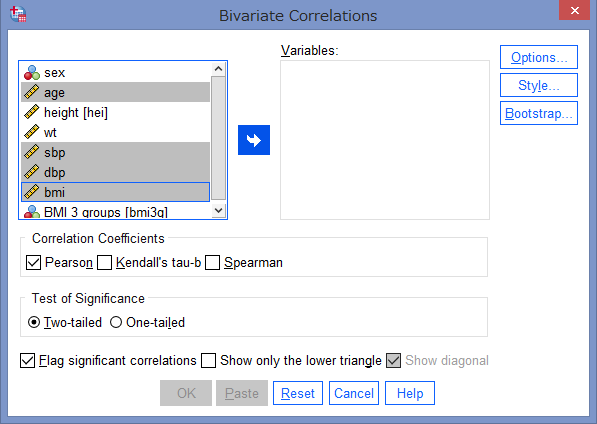 Bivariate Correlations
Variables:
sex
age
height [hei]
wt
sbp
dbp
bmi
BMI 3 groups [bmi3g]
Options...
Style...
Bootstrap...
Correlation Coefficients
Pearson Kendall's tau-b Spearman
Test of Significance
Two-tailed One-tailed
Flag significant correlations Show only the lower triangle Show diagonal
OK Paste Reset Cancel Help